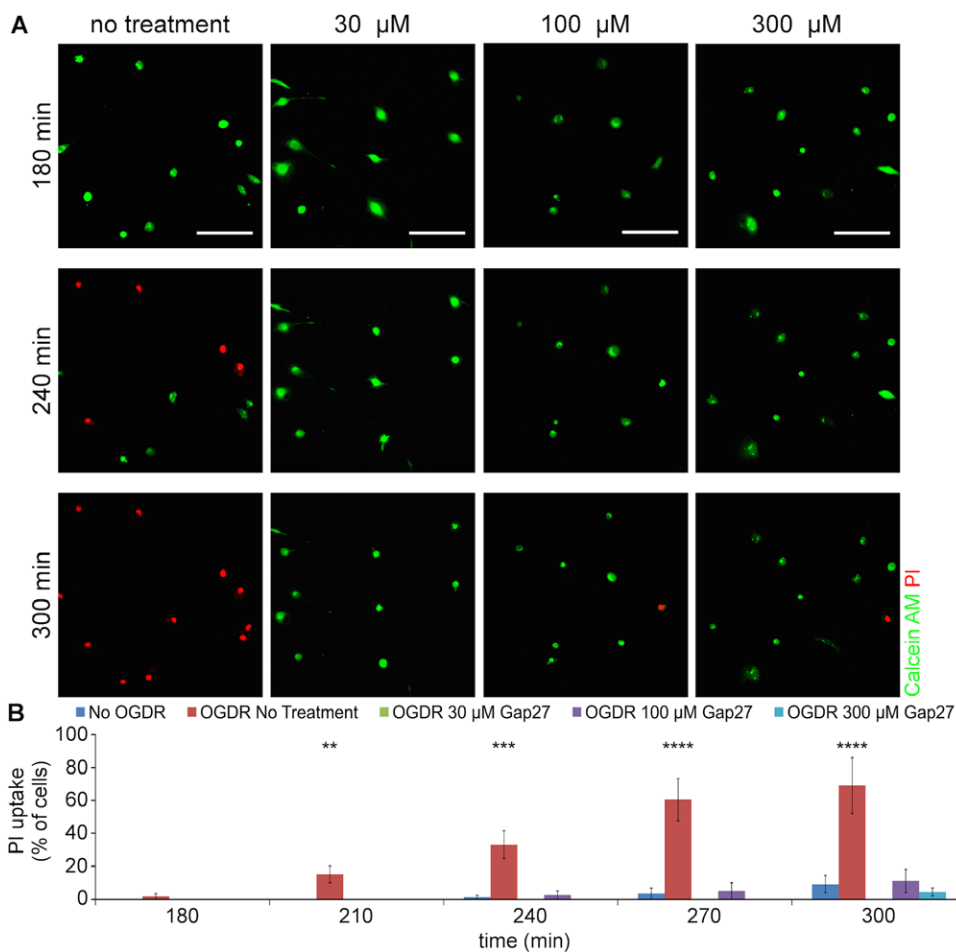 A
no treatment 30 µM 100 µM 300 µM
180 min
240 min
300 min
Calcein AM PI
B
No OGDR OGDR No Treatment OGDR 30 µM Gap27 OGDR 100 µM Gap27 OGDR 300 µM Gap27
PI uptake
(% of cells)
100
80
60
40
20
0
** *** **** ****
180 210 240 270 300
time (min)